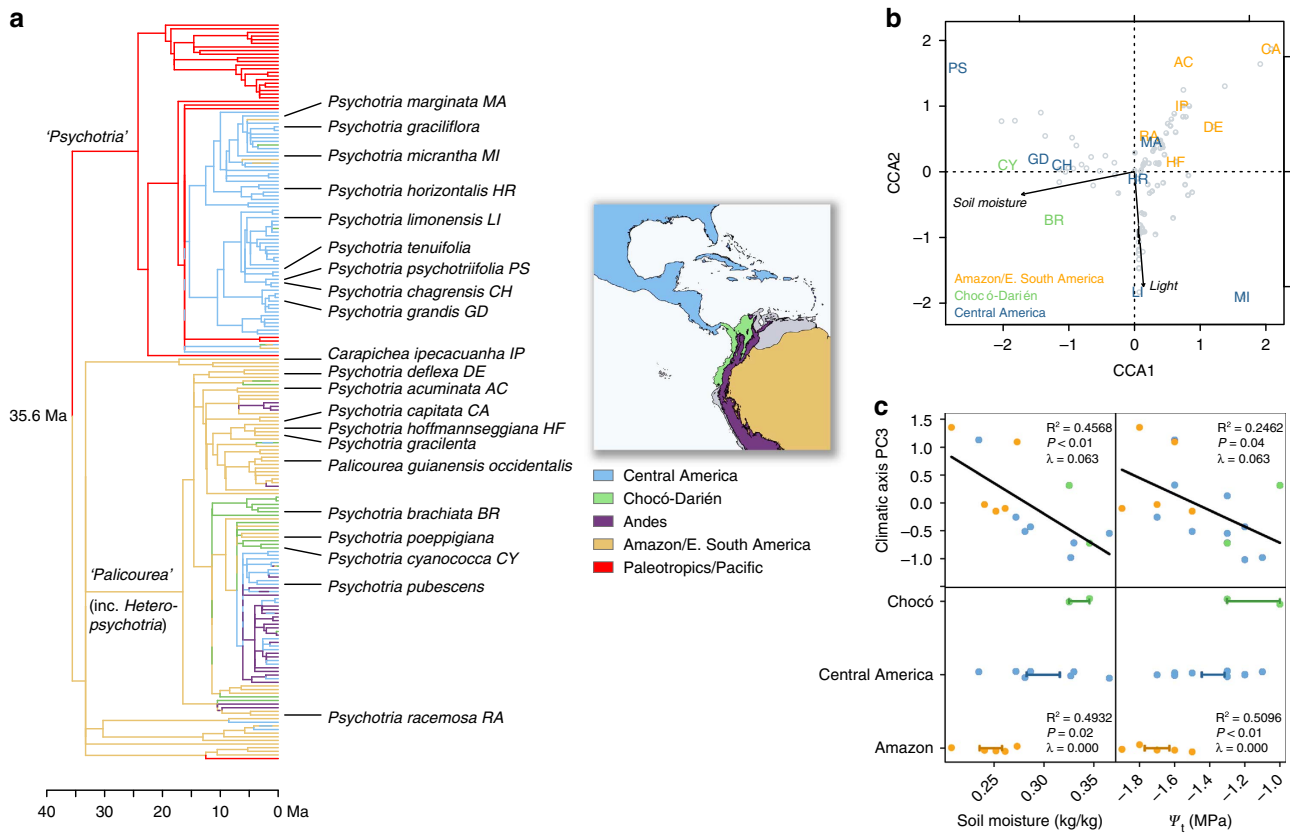 a
'Psychotria'
35.6 Ma
'Palicourea'
(inc. Hetero-
psychotria)
Psychotria marginata MA
Psychotria graciliflora
Psychotria micrantha MI
Psychotria horizontalis HR
Psychotria limonensis LI
Psychotria tenuifolia
Psychotria psychotriifolia PS
Psychotria chagrensis CH
Psychotria grandis GD
Carapichea ipecacuanha IP
Psychotria deflexa DE
Psychotria acuminata AC
Psychotria capitata CA
Psychotria hoffmannseggiana HF
Psychotria gracilenta
Palicourea guianensis occidentalis
Psychotria brachiata BR
Psychotria poeppigiana
Psychotria cyanococca CY
Psychotria pubescens
Psychotria racemosa RA
40 30 20 10 0 Ma
Central America
Chocó-Darién
Andes
Amazon/E. South America
Paleotropics/Pacific
b
CCA2
2
1
0
−1
−2
PS
CA
AC
IP
DE
RA
MA
GD
CH
CY
HF
HR
BR
LI
MI
Soil moisture
Light
Amazon/E. South America
Chocó-Darién
Central America
−2 −1 0 1 2
CCA1
c
Climatic axis PC3
1.5
1.0
0.5
0.0
−0.5
−1.0
R² = 0.4568
P < 0.01
λ = 0.063
R² = 0.2462
P = 0.04
λ = 0.063
Chocó
Central America
Amazon
R² = 0.4932
P = 0.02
λ = 0.000
R² = 0.5096
P < 0.01
λ = 0.000
0.25 0.30 0.35
−1.8 −1.6 −1.4 −1.2 −1.0
Soil moisture (kg/kg)
Ψt (MPa)